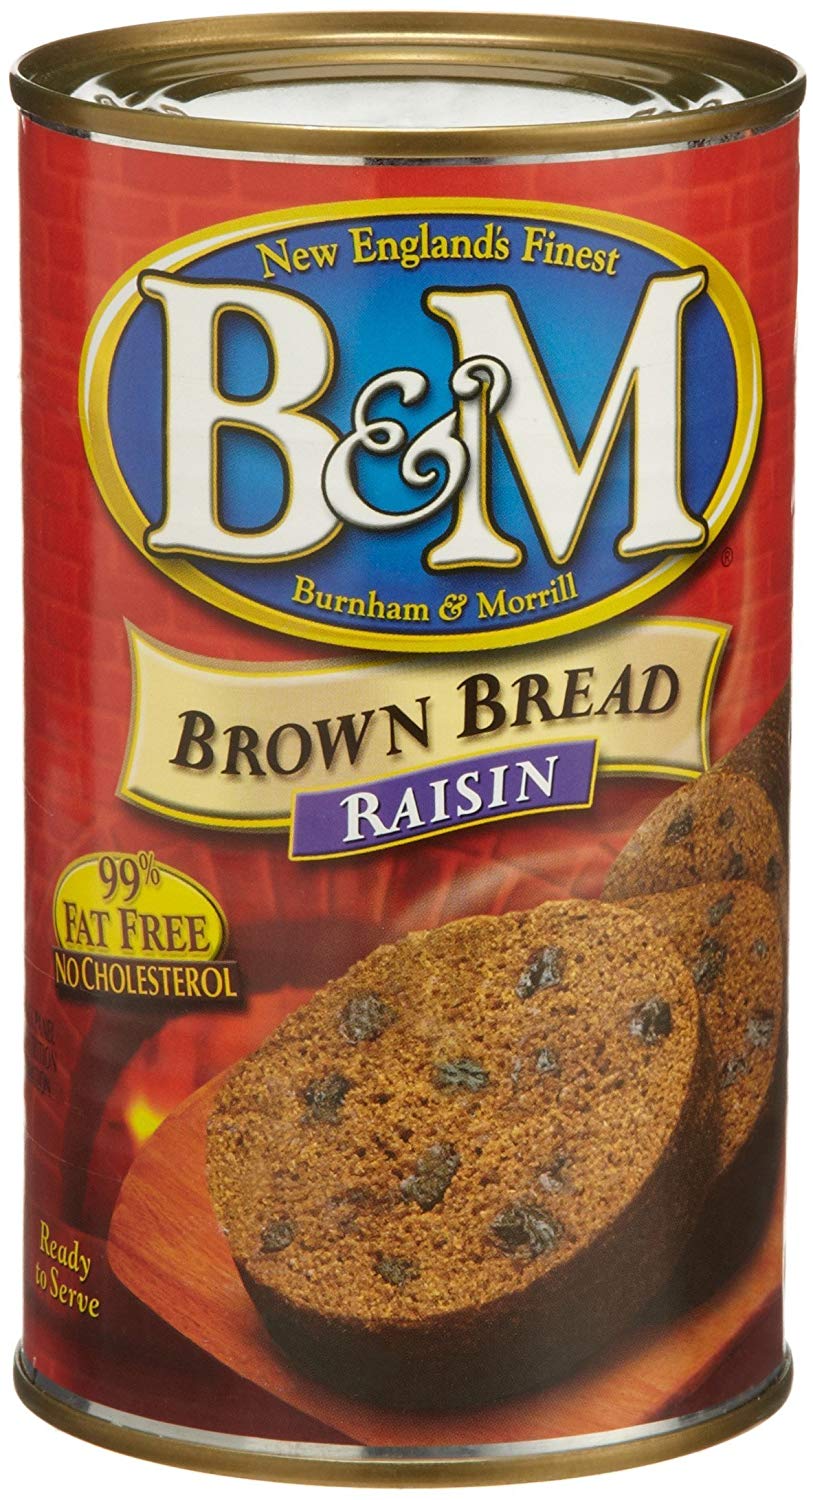 New England's Finest
B&M
®
Burnham & Morrill
BROWN BREAD
RAISIN
99%
FAT FREE
NO CHOLESTEROL
Ready
to Serve